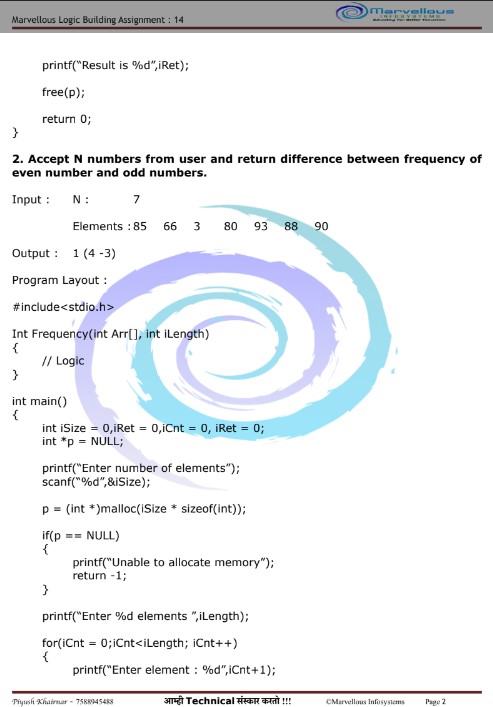 Marvellous Logic Building Assignment : 14
Marvellous
INFOSYSTEMS
Educating for Better Tomorrow
printf("Result is %d",iRet);
free(p);
return 0;
}
2. Accept N numbers from user and return difference between frequency of
even number and odd numbers.
Input : N : 7
Elements : 85 66 3 80 93 88 90
Output : 1 (4 -3)
Program Layout :
#include<stdio.h>
Int Frequency(int Arr[], int iLength)
{
// Logic
}
int main()
{
int iSize = 0,iRet = 0,iCnt = 0, iRet = 0;
int *p = NULL;
printf("Enter number of elements");
scanf("%d",&iSize);
p = (int *)malloc(iSize * sizeof(int));
if(p == NULL)
{
printf("Unable to allocate memory");
return -1;
}
printf("Enter %d elements ",iLength);
for(iCnt = 0;iCnt<iLength; iCnt++)
{
printf("Enter element : %d",iCnt+1);
Piyush Khairnar - 7588945488 आम्ही Technical संस्कार करतो !!! ©Marvellous Infosystems Page 2